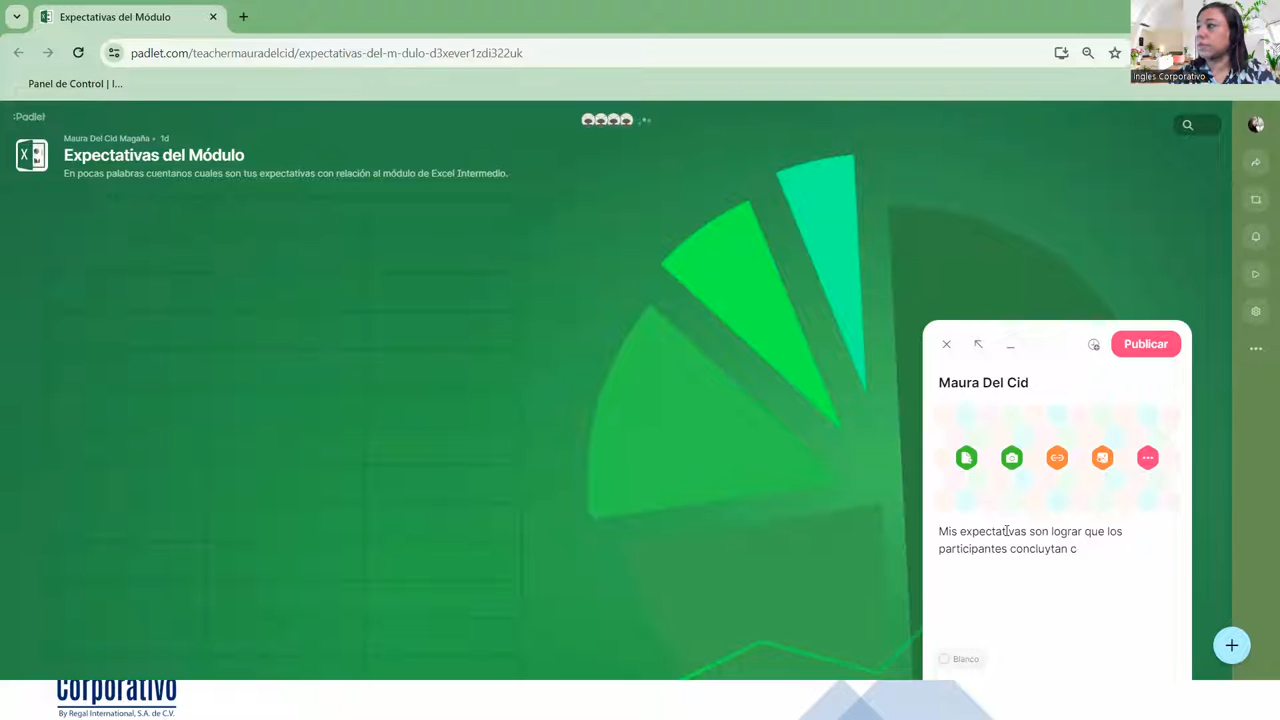 Expectativas del Módulo
padlet.com/teachermauradelcid/expectativas-del-m-dulo-d3xever1zdi322uk
Ingles Corporativo
Panel de Control | I...
:Padlet
Maura Del Cid Magaña • 1d
Expectativas del Módulo
En pocas palabras cuentanos cuales son tus expectativas con relación al módulo de Excel Intermedio.
Publicar
Maura Del Cid
Mis expectativas son lograr que los
participantes concluytan c
Blanco
Corporativo
By Regal International, S.A. de C.V.